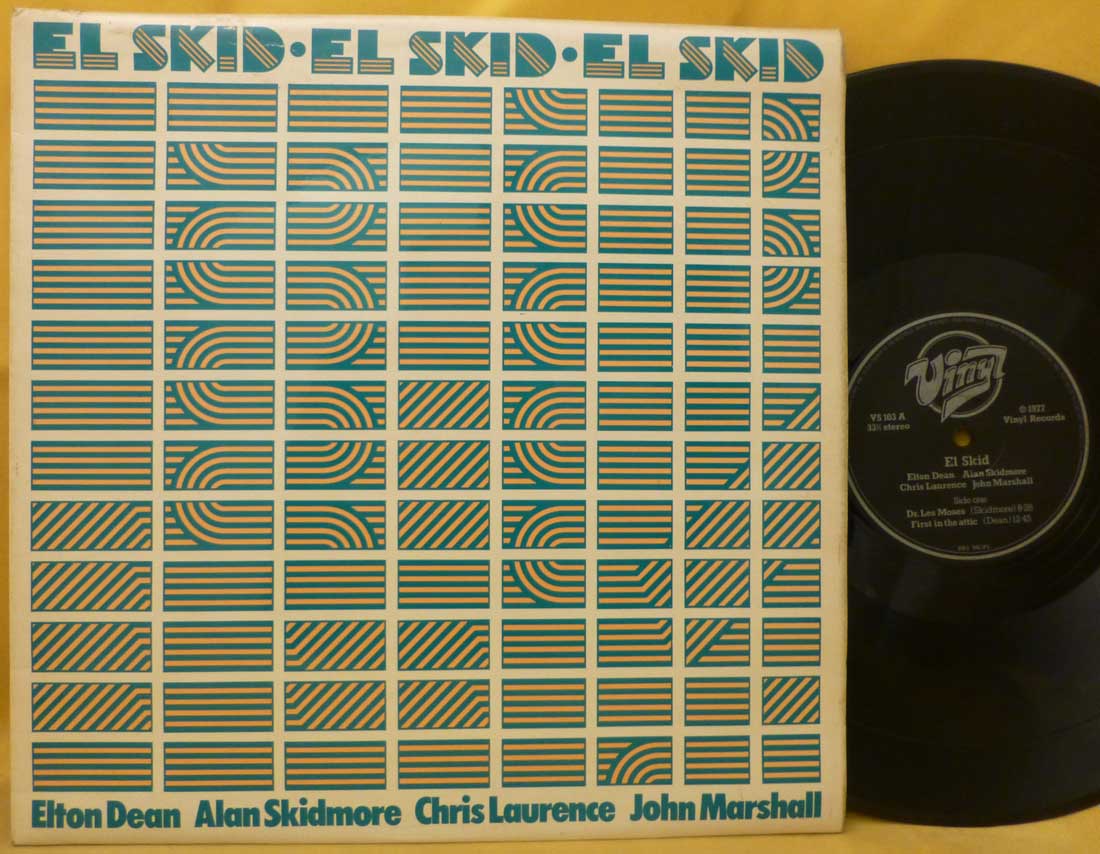 EL SKID • EL SKID • EL SKID
Elton Dean Alan Skidmore Chris Laurence John Marshall
Vinyl
VS 103 A
33⅓ stereo
© 1977
Vinyl Records
El Skid
Elton Dean Alan Skidmore
Chris Laurence John Marshall
Side one
Dr. Les Moses (Skidmore) 8·28
First in the attic (Dean) 12·45